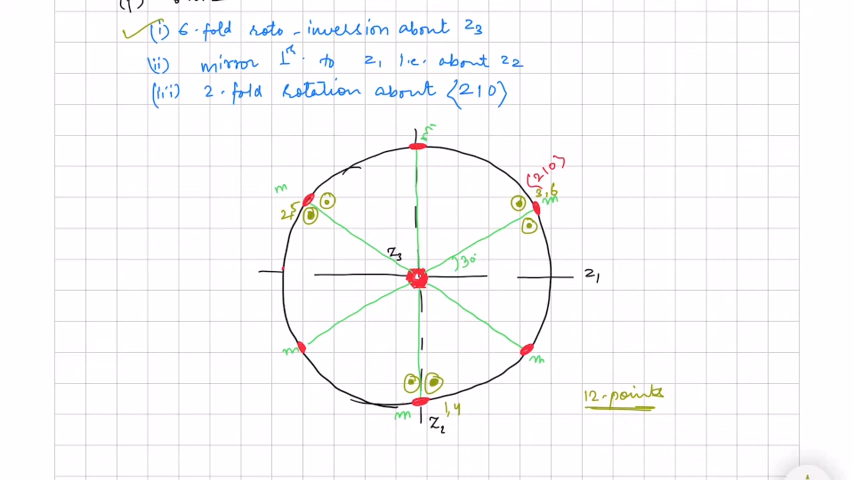 (i) 6-fold roto-inversion about z3
(ii) mirror ⊥r. to z1 i.e. about z2
(iii) 2-fold rotation about ⟨210⟩
m
⟨210⟩
m
3,6
m
2,5
z3
30°
z1
m
m
12-points
m
1,4
z2